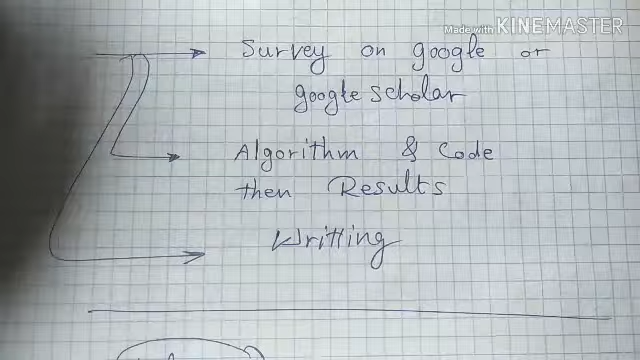 Made with KINEMASTER
Survey on google or
google scholar
Algorithm & Code
then Results
Writting